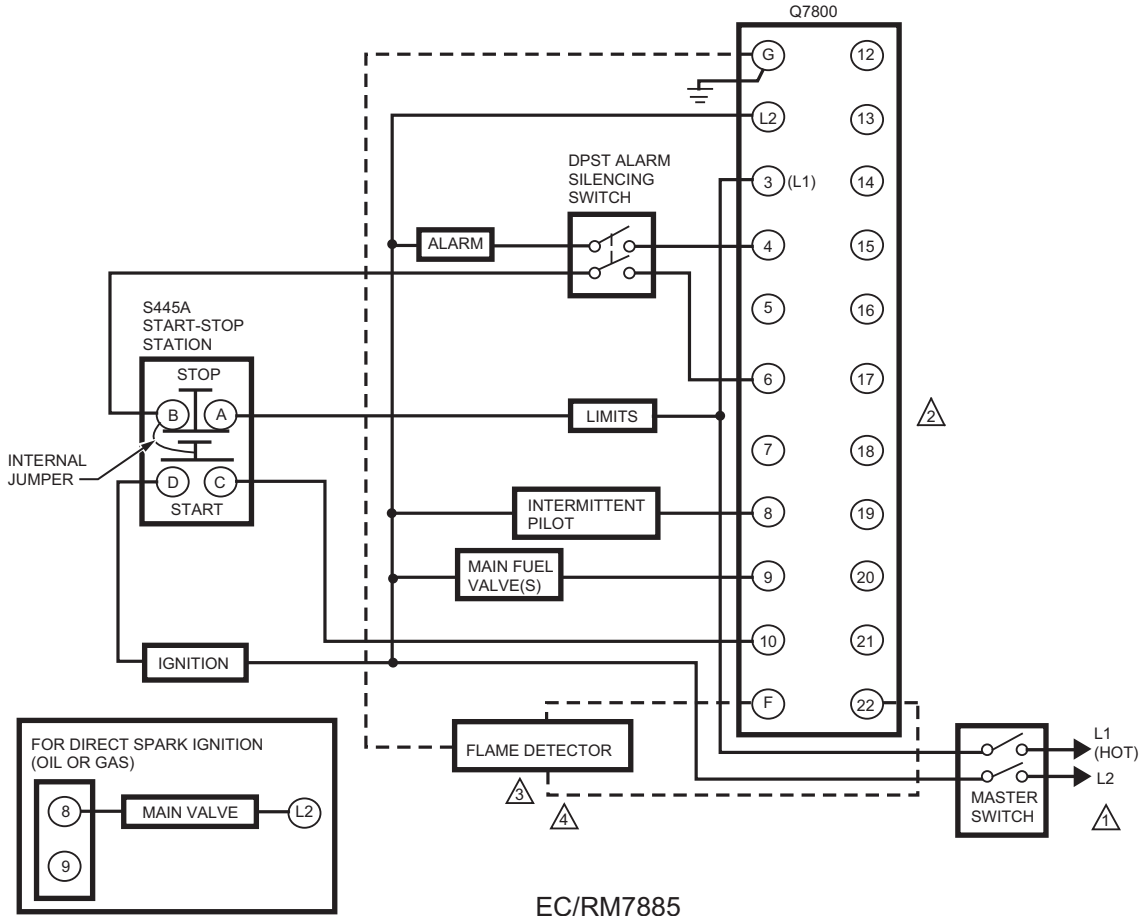 Q7800
G
12
L2
13
3
(L1)
14
DPST ALARM
SILENCING
SWITCH
ALARM
4
15
5
16
S445A
START-STOP
STATION
STOP
6
17
B
A
LIMITS
2
INTERNAL
JUMPER
7
18
D
C
START
INTERMITTENT
PILOT
8
19
MAIN FUEL
VALVE(S)
9
20
10
21
IGNITION
F
22
FLAME DETECTOR
3
4
L1
(HOT)
L2
MASTER
SWITCH
1
FOR DIRECT SPARK IGNITION
(OIL OR GAS)
8
MAIN VALVE
L2
9
EC/RM7885